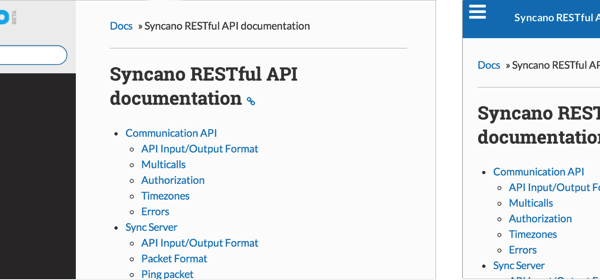 BETA
Docs » Syncano RESTful API documentation
Syncano RESTful API
documentation
Communication API
API Input/Output Format
Multicalls
Authorization
Timezones
Errors
Sync Server
API Input/Output Format
Packet Format
Ping packet
Syncano RESTful
Docs » Syncano RESTful
Syncano
documentation
Communication API
API Input/Output
Multicalls
Authorization
Timezones
Errors
Sync Server